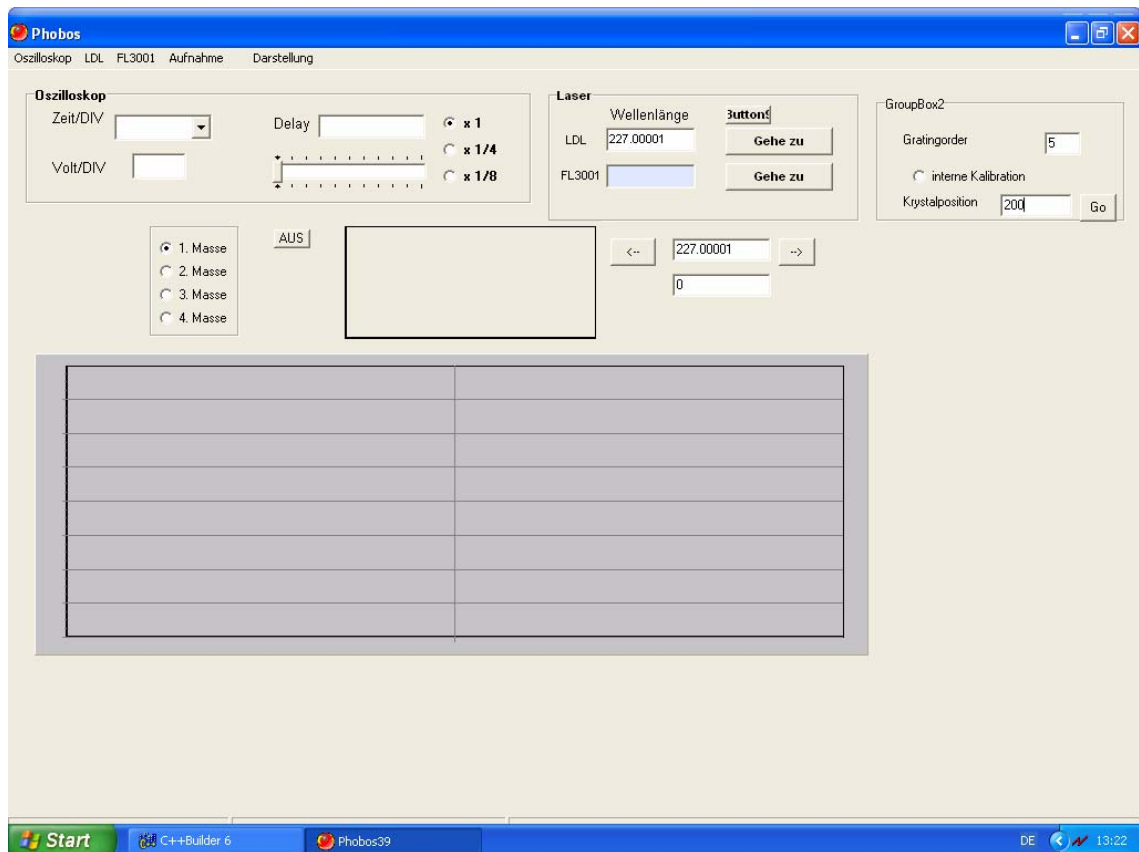 Phobos
Oszilloskop LDL FL3001 Aufnahme Darstellung
Oszilloskop
Zeit/DIV
Delay
x 1
x 1/4
x 1/8
Volt/DIV
Laser
Wellenlänge
LDL 227.00001 Gehe zu
FL3001 Gehe zu
GroupBox2
Gratingorder 5
interne Kalibration
Krystalposition 200 Go
1. Masse
2. Masse
3. Masse
4. Masse
AUS
<-- 227.00001 -->
0
Start C++Builder 6 Phobos39 DE 13:22